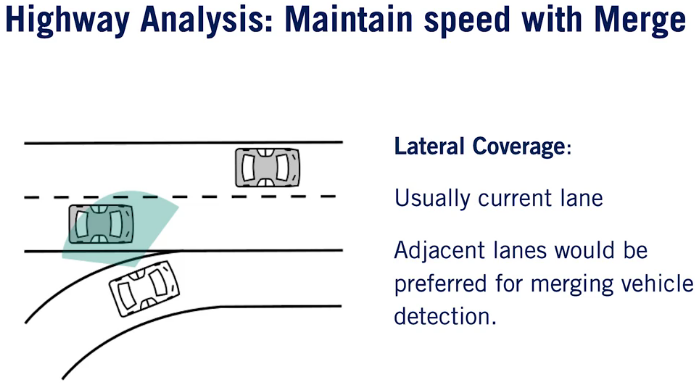 Highway Analysis: Maintain speed with Merge
Lateral Coverage:
Usually current lane
Adjacent lanes would be
preferred for merging vehicle
detection.